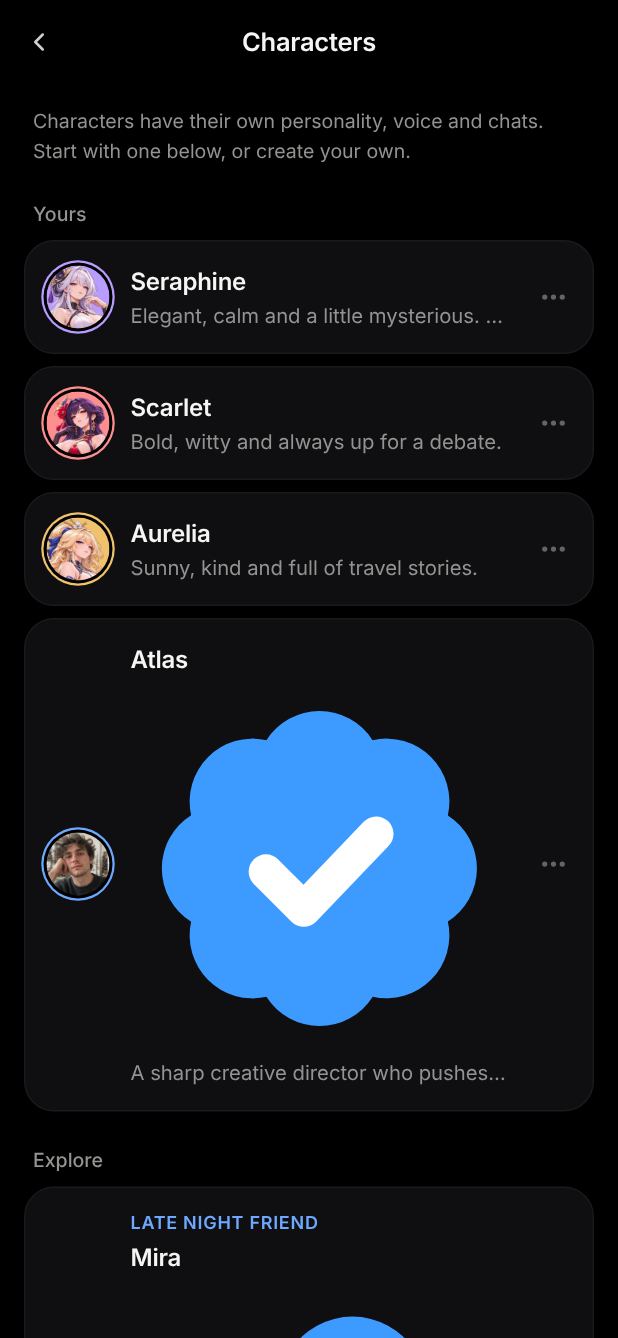 Characters
Characters have their own personality, voice and chats.
Start with one below, or create your own.
Yours
Seraphine
Elegant, calm and a little mysterious. ...
Scarlet
Bold, witty and always up for a debate.
Aurelia
Sunny, kind and full of travel stories.
Atlas
A sharp creative director who pushes...
Explore
LATE NIGHT FRIEND
Mira